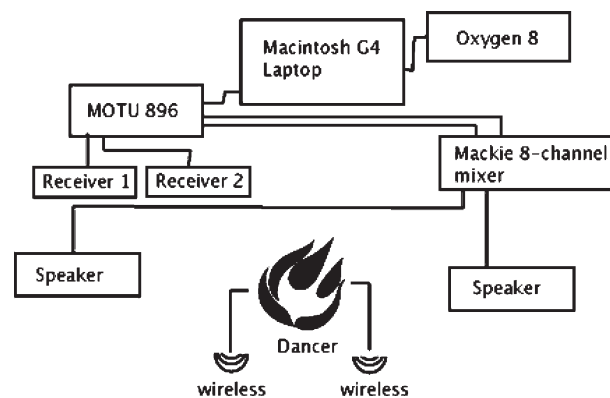 Macintosh G4
Laptop
Oxygen 8
MOTU 896
Mackie 8-channel
mixer
Receiver 1
Receiver 2
Speaker
Speaker
Dancer
wireless
wireless